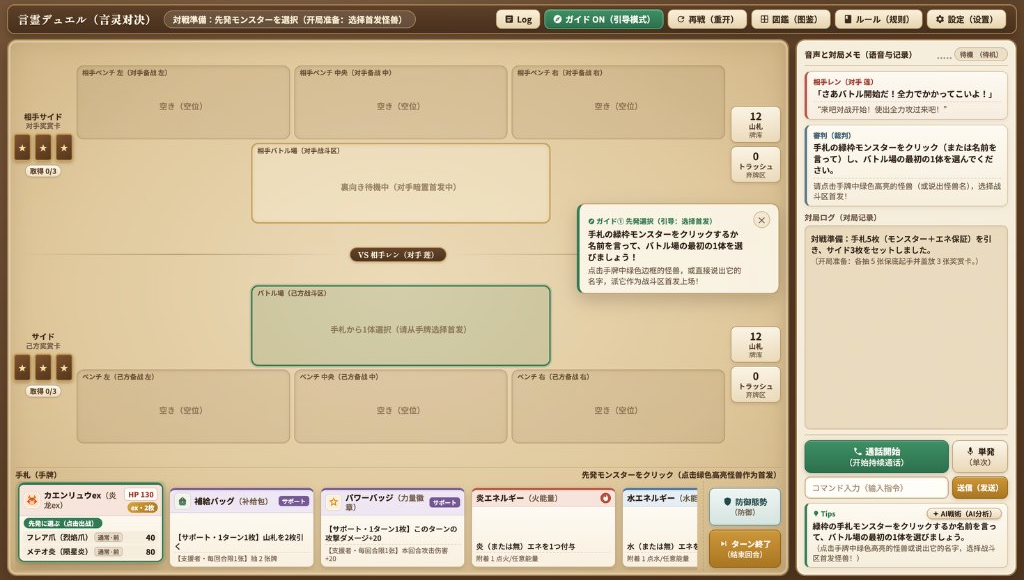 言霊デュエル（言灵对决）
対戦準備：先発モンスターを選択（开局准备：选择首发怪兽）
Log
ガイド ON（引导模式）
再戦（重开）
図鑑（图鉴）
ルール（规则）
設定（设置）
相手サイド
对手奖赏卡
取得 0/3
相手ベンチ 左（对手备战 左）
空き（空位）
相手ベンチ 中央（对手备战 中）
空き（空位）
相手ベンチ 右（对手备战 右）
空き（空位）
12
山札
牌库
0
トラッシュ
弃牌区
相手バトル場（对手战斗区）
裏向き待機中（对手暗置首发中）
VS 相手レン（对手 莲）
ガイド① 先発選択（引导：选择首发）
手札の緑枠モンスターをクリックするか
名前を言って、バトル場の最初の1体を選
びましょう！
点击手牌中绿色边框的怪兽，或直接说出它的
名字，派它作为战斗区首发上场！
バトル場（己方战斗区）
手札から1体選択（请从手牌选择首发）
サイド
己方奖赏卡
取得 0/3
ベンチ 左（己方备战 左）
空き（空位）
ベンチ 中央（己方备战 中）
空き（空位）
ベンチ 右（己方备战 右）
空き（空位）
12
山札
牌库
0
トラッシュ
弃牌区
手札（手牌）
先発モンスターをクリック（点击绿色高亮怪兽作为首发）
カエンリュウex（炎
龙ex）
HP 130
ex · 2枚
先発に選ぶ（点击出战）
フレア爪（烈焰爪）
通常·前
40
メテオ炎（陨星炎）
通常·前
80
補給バッグ（补给包）
サポート
【サポート・1ターン1枚】山札を2枚引
く
【支援者・每回合限1张】抽 2 张牌
パワーバッジ（力量徽
章）
サポート
【サポート・1ターン1枚】このターンの
攻撃ダメージ+20
【支援者・每回合限1张】本回合攻击伤害
+20
炎エネルギー（火能量）
炎（または無）エネを1つ付与
附着 1 点火/任意能量
水エネルギー（水能
水（または無）エネを
附着 1 点水/任意能量
防御態勢
（防御）
ターン終了
（结束回合）
音声と対局メモ（语音与记录）
待機（待机）
相手レン（对手 莲）
「さあバトル開始だ！全力でかかってこいよ！」
“来吧对战开始！使出全力攻过来吧！”
審判（裁判）
手札の緑枠モンスターをクリック（または名前を
言って）し、バトル場の最初の1体を選んでくだ
さい。
请点击手牌中绿色高亮的怪兽（或说出怪兽名），选择战
斗区首发！
対局ログ（对局记录）
対戦準備：手札5枚（モンスター＋エネ保証）を引
き、サイド3枚をセットしました。
（开局准备：各抽 5 张保底起手并盖放 3 张奖赏卡。）
通話開始
（开始持续通话）
単発
（单次）
コマンド入力（输入指令）
送信（发送）
Tips
AI戦術（AI分析）
緑枠の手札モンスターをクリックするか名前を言っ
て、バトル場の最初の1体を選びましょう。
（点击手牌中绿色高亮的怪兽或说出它的名字，选择战斗
区首发怪兽！）